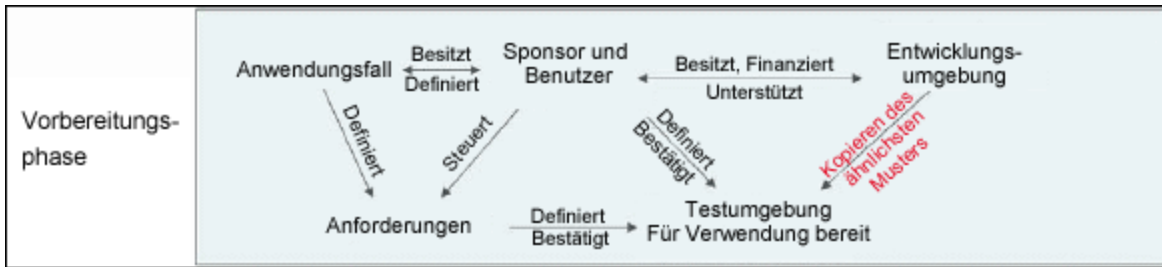 Vorbereitungs-
phase
Anwendungsfall
Besitzt
Definiert
Sponsor und
Benutzer
Besitzt, Finanziert
Unterstützt
Entwicklungs-
umgebung
Definiert
Steuert
Definiert
Bestätigt
Kopieren des
ähnlichsten
Musters
Anforderungen
Definiert
Bestätigt
Testumgebung
Für Verwendung bereit